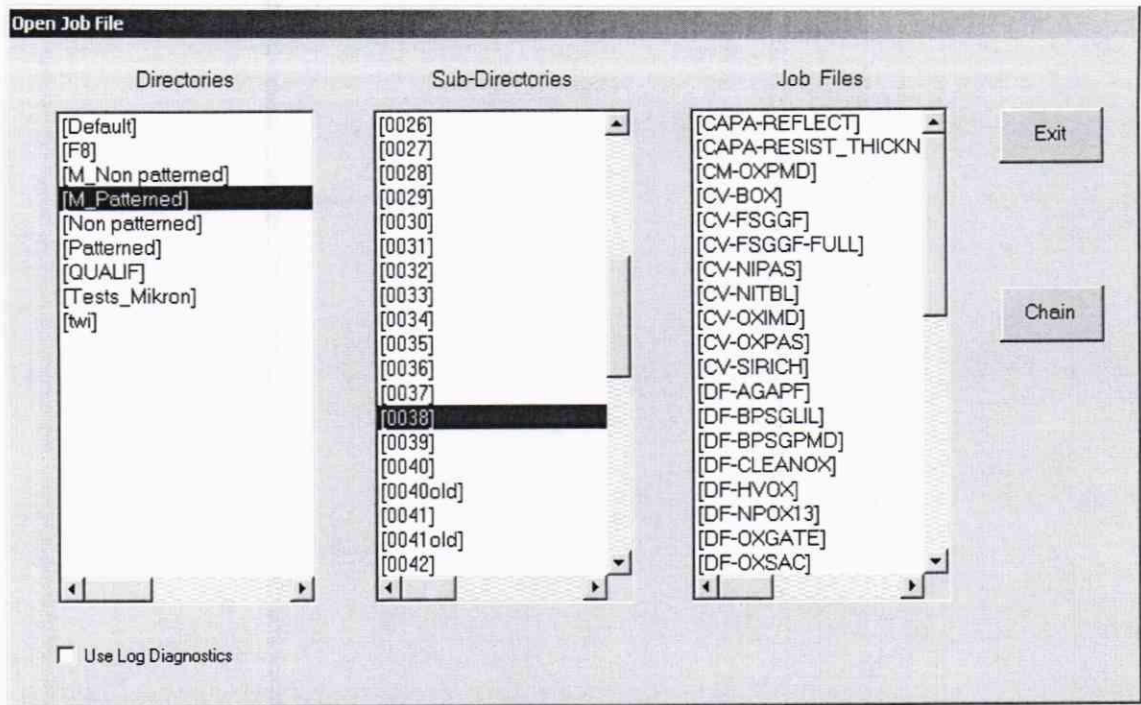 Open Job File
Directories
[Default]
[F8]
[M_Non patterned]
[M_Patterned]
[Non patterned]
[Patterned]
[QUALIF]
[Tests_Mikron]
[twi]
Sub-Directories
[0026]
[0027]
[0028]
[0029]
[0030]
[0031]
[0032]
[0033]
[0034]
[0035]
[0036]
[0037]
[0038]
[0039]
[0040]
[0040old]
[0041]
[0041old]
[0042]
Job Files
[CAPA-REFLECT]
[CAPA-RESIST_THICKN
[CM-OXPMD]
[CV-BOX]
[CV-FSGGF]
[CV-FSGGF-FULL]
[CV-NIPAS]
[CV-NITBL]
[CV-OXIMD]
[CV-OXPAS]
[CV-SIRICH]
[DF-AGAPF]
[DF-BPSGLIL]
[DF-BPSGPMD]
[DF-CLEANOX]
[DF-HVOX]
[DF-NPOX13]
[DF-OXGATE]
[DF-OXSAC]
Exit
Chain
Use Log Diagnostics